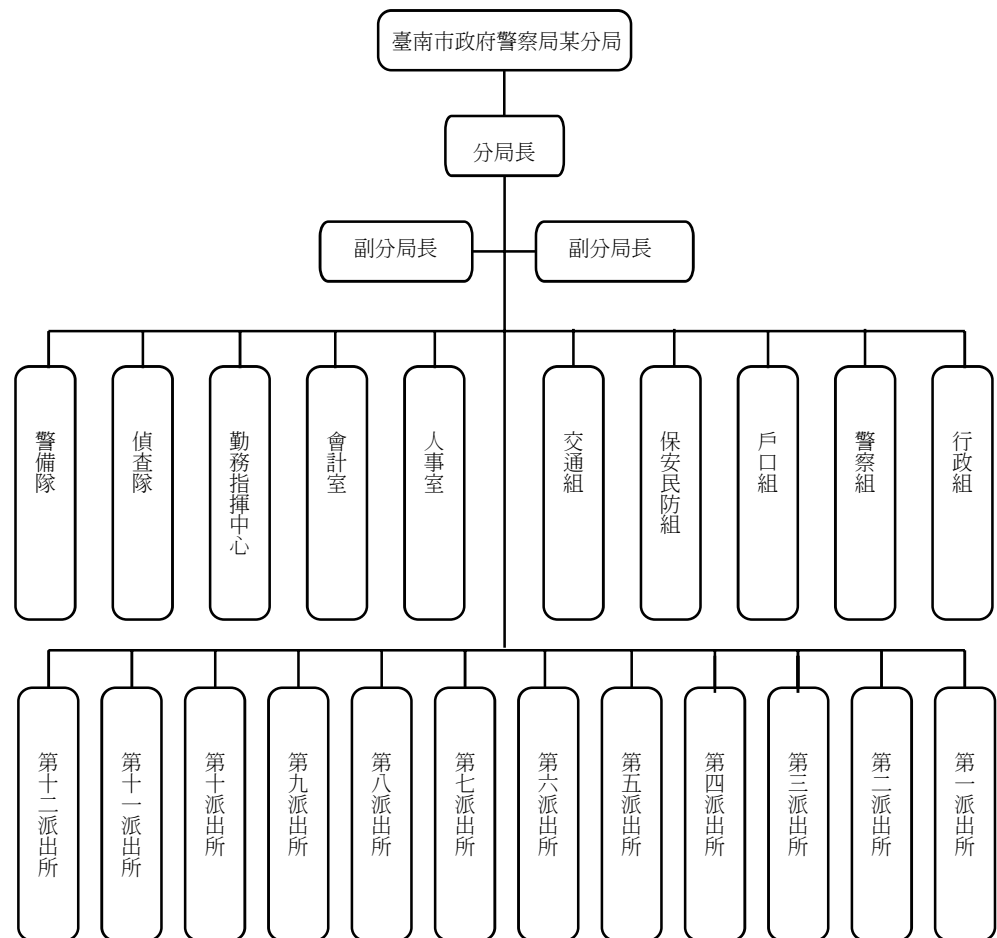 臺南市政府警察局某分局
分局長
副分局長
副分局長
行政組
警察組
戶口組
保安民防組
交通組
人事室
會計室
勤務指揮中心
偵查隊
警備隊
第一派出所
第二派出所
第三派出所
第四派出所
第五派出所
第六派出所
第七派出所
第八派出所
第九派出所
第十派出所
第十一派出所
第十二派出所